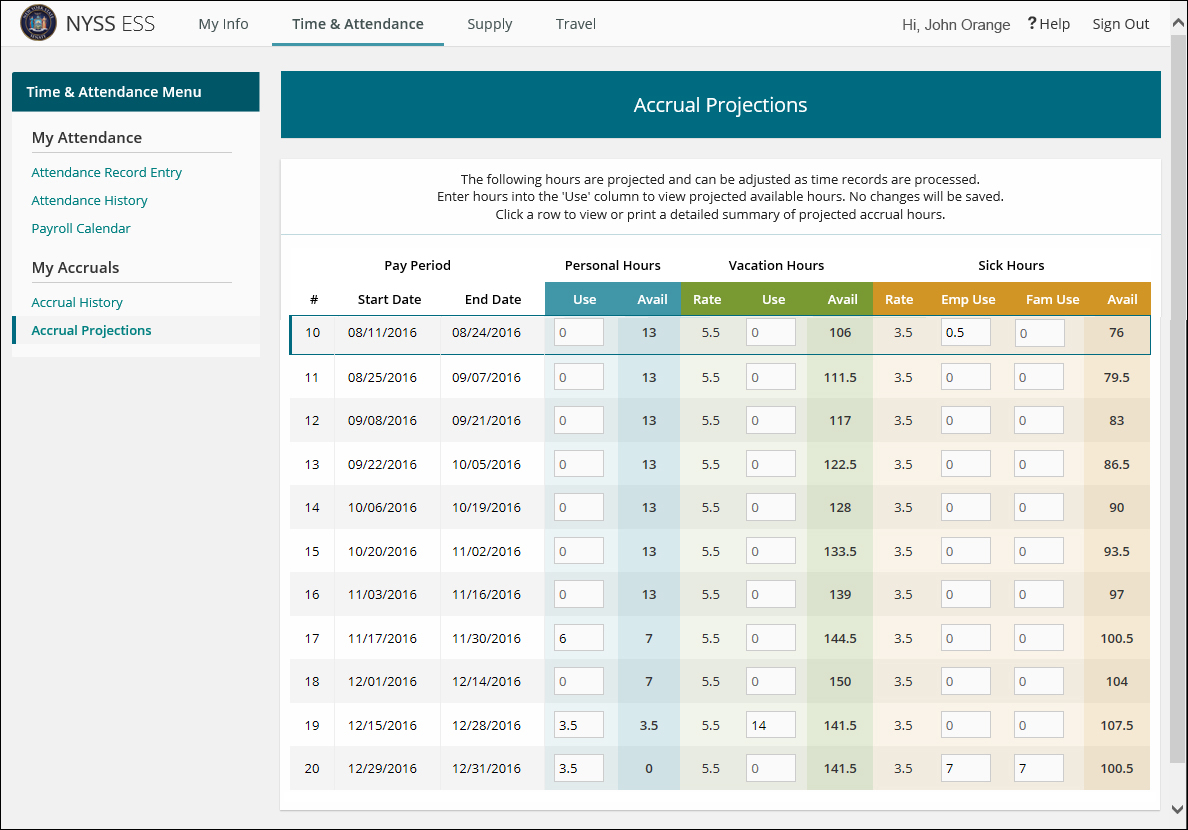 NYSS ESS My Info Time & Attendance Supply Travel Hi, John Orange ?Help Sign Out
Time & Attendance Menu
My Attendance
Attendance Record Entry
Attendance History
Payroll Calendar
My Accruals
Accrual History
Accrual Projections
Accrual Projections
The following hours are projected and can be adjusted as time records are processed.
Enter hours into the 'Use' column to view projected available hours. No changes will be saved.
Click a row to view or print a detailed summary of projected accrual hours.
Pay Period Personal Hours Vacation Hours Sick Hours
# Start Date End Date Use Avail Rate Use Avail Rate Emp Use Fam Use Avail
10 08/11/2016 08/24/2016 0 13 5.5 0 106 3.5 0.5 0 76
11 08/25/2016 09/07/2016 0 13 5.5 0 111.5 3.5 0 0 79.5
12 09/08/2016 09/21/2016 0 13 5.5 0 117 3.5 0 0 83
13 09/22/2016 10/05/2016 0 13 5.5 0 122.5 3.5 0 0 86.5
14 10/06/2016 10/19/2016 0 13 5.5 0 128 3.5 0 0 90
15 10/20/2016 11/02/2016 0 13 5.5 0 133.5 3.5 0 0 93.5
16 11/03/2016 11/16/2016 0 13 5.5 0 139 3.5 0 0 97
17 11/17/2016 11/30/2016 6 7 5.5 0 144.5 3.5 0 0 100.5
18 12/01/2016 12/14/2016 0 7 5.5 0 150 3.5 0 0 104
19 12/15/2016 12/28/2016 3.5 3.5 5.5 14 141.5 3.5 0 0 107.5
20 12/29/2016 12/31/2016 3.5 0 5.5 0 141.5 3.5 7 7 100.5